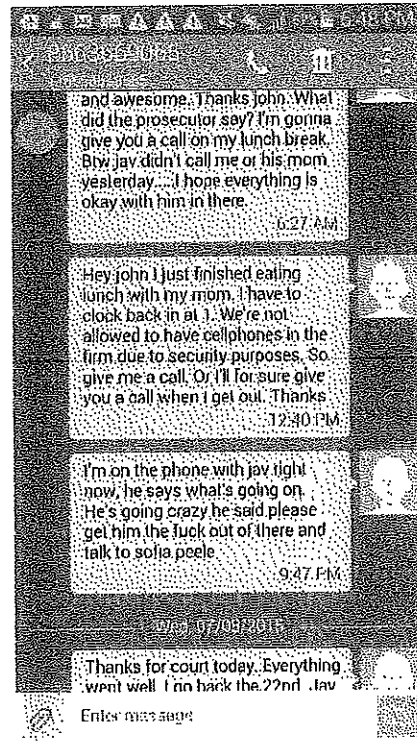 and awesome. Thanks john. What
did the prosecutor say? I'm gonna
give you a call on my lunch break.
Btw jav didn't call me or his mom
yesterday.....I hope everything is
okay with him in there.
6:27 AM
Hey john I just finished eating
lunch with my mom. I have to
clock back in at 1. We're not
allowed to have cellphones in the
firm due to security purposes. So
give me a call. Or I'll for sure give
you a call when I get out. Thanks
12:40 PM
I'm on the phone with jav right
now, he says what's going on.
He's going crazy he said please
get him the fuck out of there and
talk to sofia peele
9:47 PM
Thanks for court today. Everything
went well. I go back the 22nd. Jav
Enter message